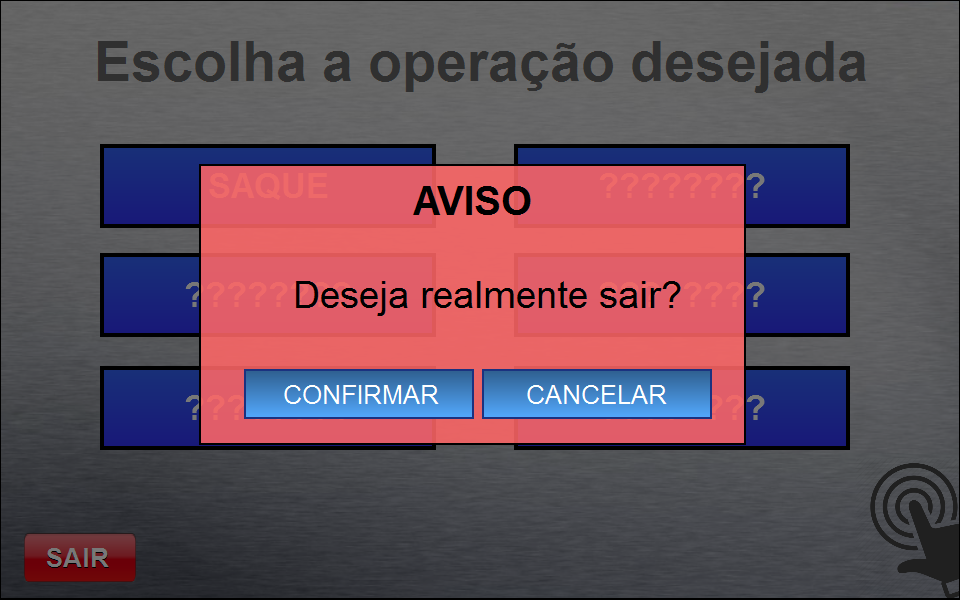 Escolha a operação desejada
SAQUE
????????
AVISO
Deseja realmente sair?
CONFIRMAR
CANCELAR
SAIR